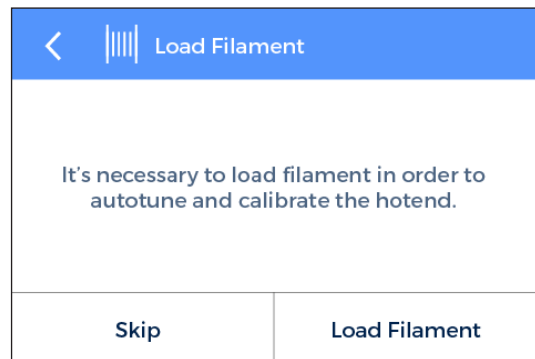 Load Filament
It's necessary to load filament in order to
autotune and calibrate the hotend.
Skip
Load Filament